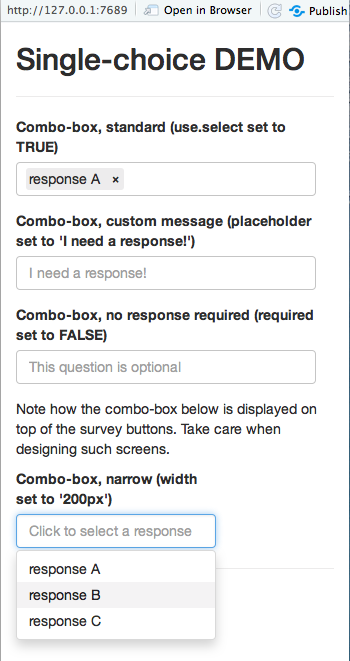 http://127.0.0.1:7689 Open in Browser Publish
Single-choice DEMO
Combo-box, standard (use.select set to
TRUE)
response A ×
Combo-box, custom message (placeholder
set to 'I need a response!')
I need a response!
Combo-box, no response required (required
set to FALSE)
This question is optional
Note how the combo-box below is displayed on
top of the survey buttons. Take care when
designing such screens.
Combo-box, narrow (width
set to '200px')
Click to select a response
response A
response B
response C